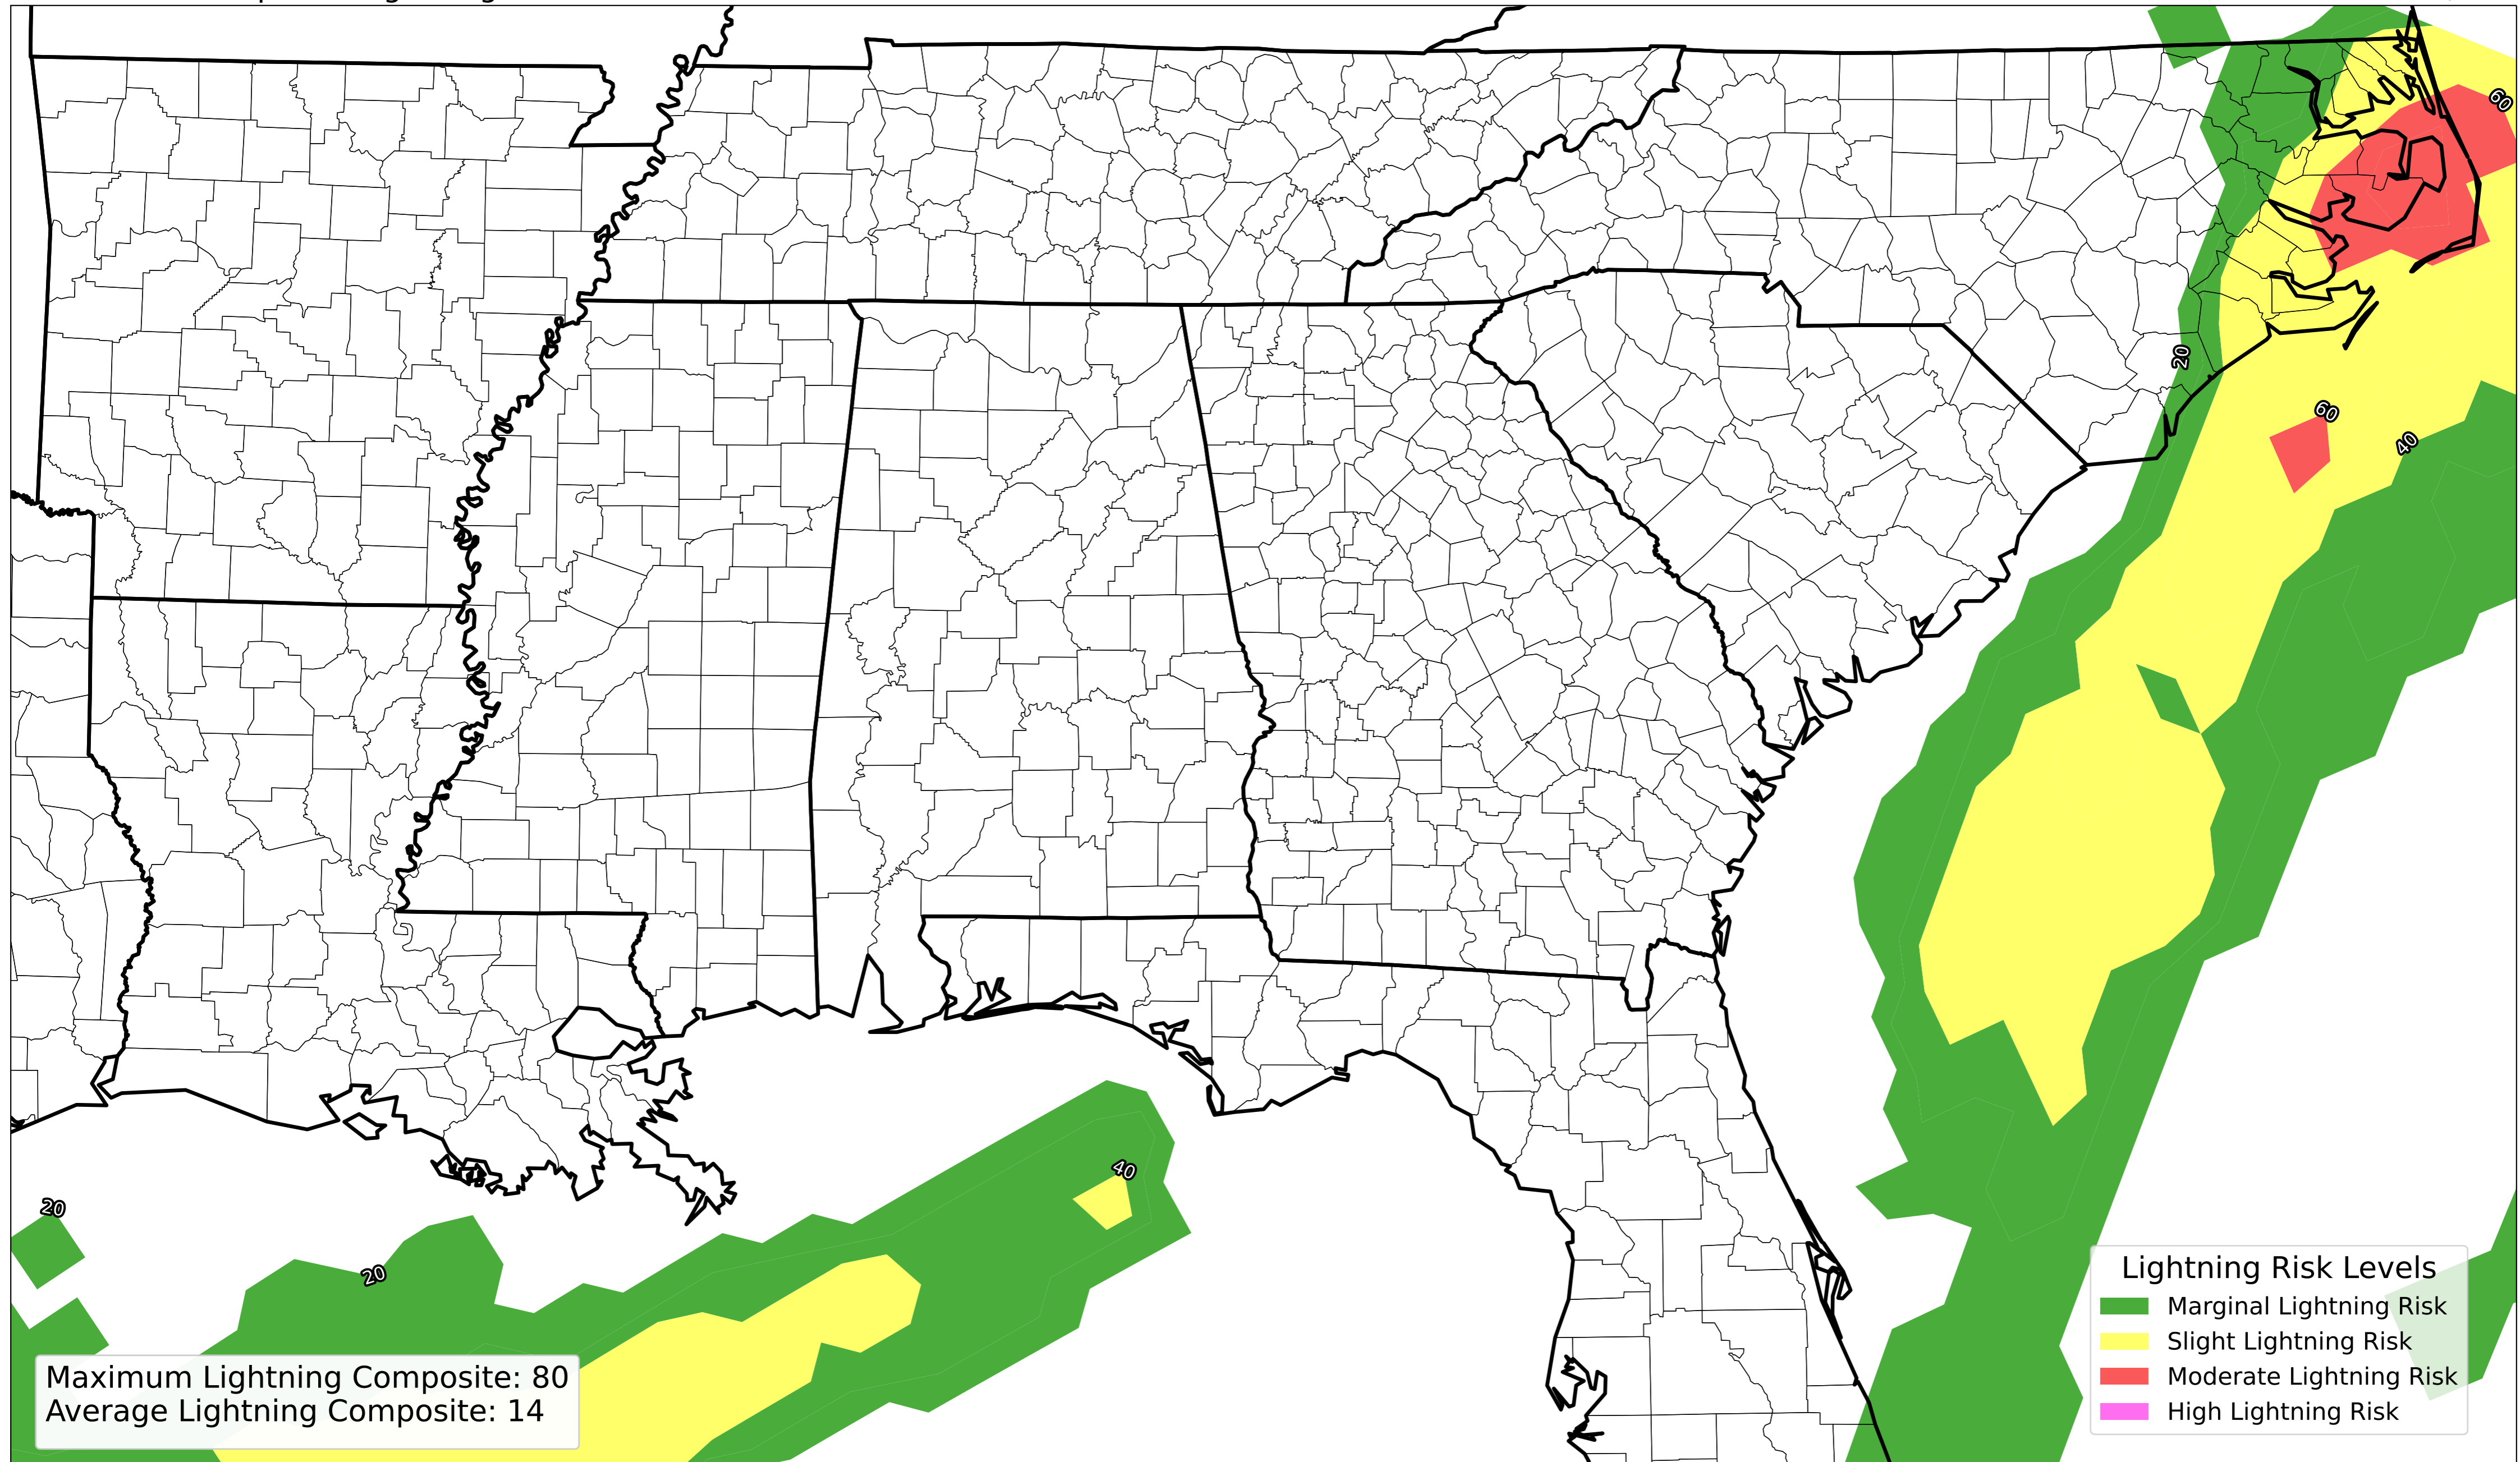 60
20
60
40
40
20
20
Lightning Risk Levels
Marginal Lightning Risk
Slight Lightning Risk
Moderate Lightning Risk
High Lightning Risk
Maximum Lightning Composite: 80
Average Lightning Composite: 14